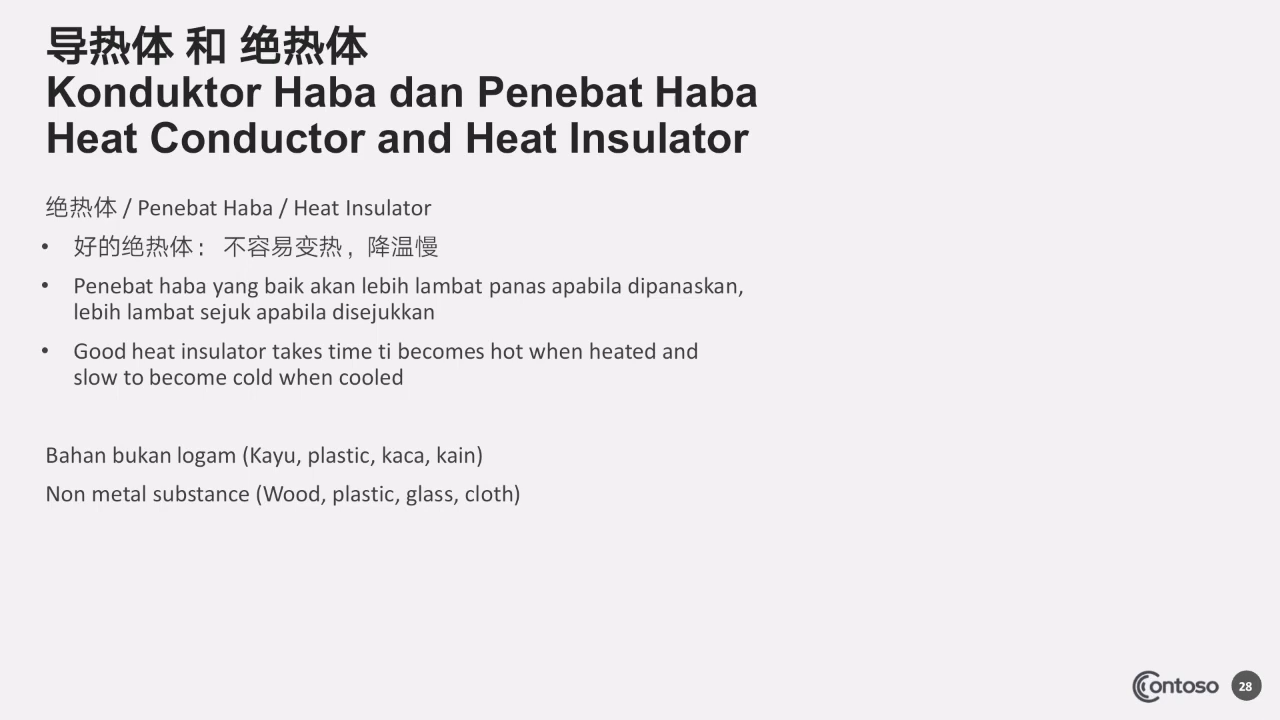 导热体 和 绝热体
Konduktor Haba dan Penebat Haba
Heat Conductor and Heat Insulator
绝热体 / Penebat Haba / Heat Insulator
• 好的绝热体： 不容易变热，降温慢
• Penebat haba yang baik akan lebih lambat panas apabila dipanaskan,
lebih lambat sejuk apabila disejukkan
• Good heat insulator takes time ti becomes hot when heated and
slow to become cold when cooled
Bahan bukan logam (Kayu, plastic, kaca, kain)
Non metal substance (Wood, plastic, glass, cloth)
Contoso 28